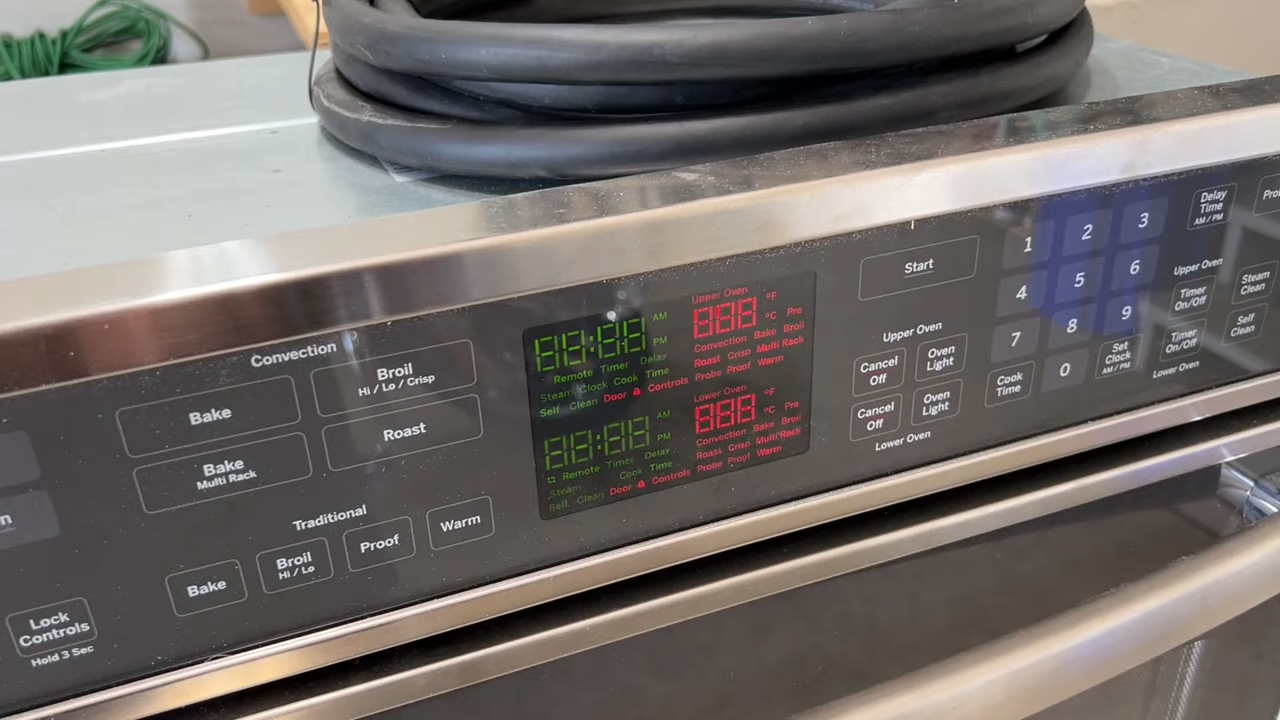 Convection
Bake
Broil
Hi / Lo / Crisp
Bake
Multi Rack
Roast
Traditional
Bake
Broil
Hi / Lo
Proof
Warm
Lock
Controls
Hold 3 Sec
88:88 AM
PM
Remote Timer Delay
Steam Clock Cook Time
Self Clean Door Controls
Upper Oven
888 °F
°C Pre
Convection Bake Broil
Roast Crisp Multi Rack
Probe Proof Warm
88:88 AM
PM
Remote Timer Delay
Steam Cook Time
Self Clean Door Controls
Lower Oven
888 °F
°C Pre
Convection Bake Broil
Roast Crisp Multi Rack
Probe Proof Warm
Start
Upper Oven
Cancel
Off
Oven
Light
Cancel
Off
Oven
Light
Lower Oven
1 2 3
4 5 6
7 8 9
Cook
Time
0
Set
Clock
AM / PM
Delay
Time
AM / PM
Upper Oven
Timer
On/Off
Timer
On/Off
Lower Oven
Steam
Clean
Self
Clean